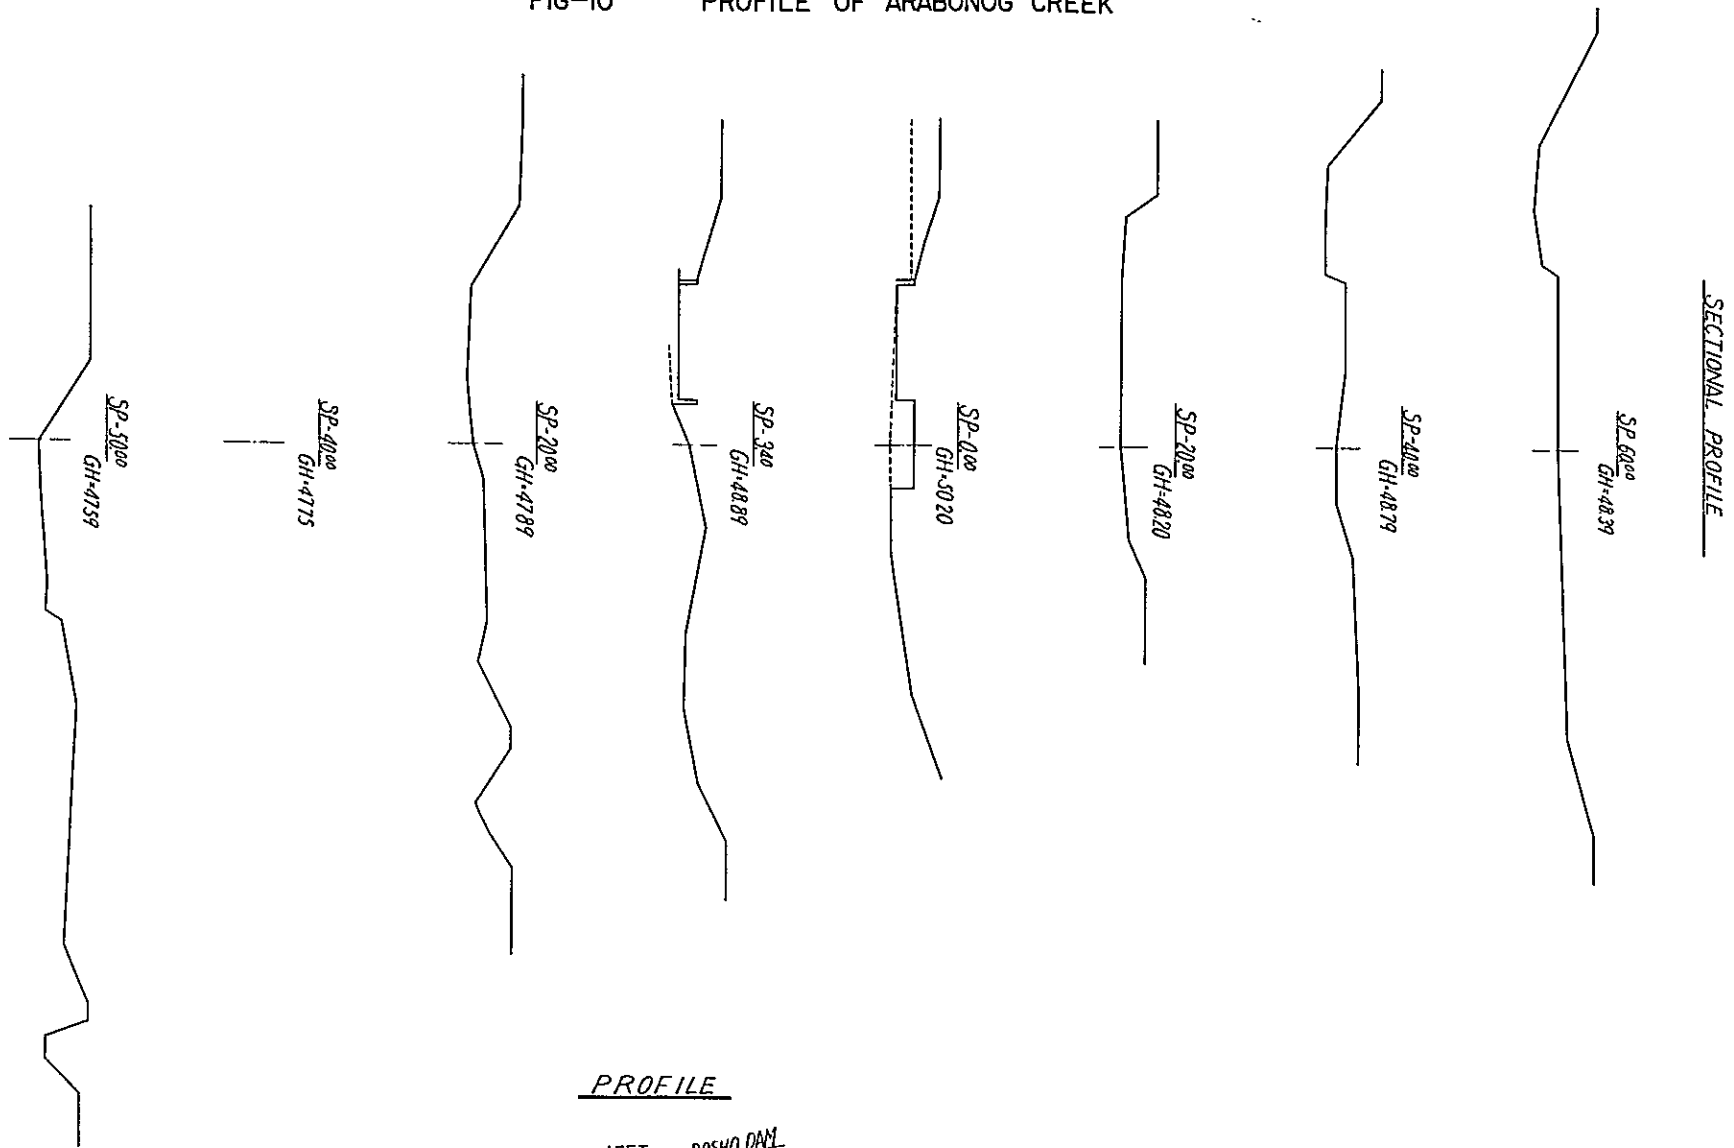 FIG-10 PROFILE OF ARABONOG CREEK
SECTIONAL PROFILE
SP-50.00
GH=47.59
SP-40.00
GH=47.75
SP-20.00
GH=47.89
SP-3.40
GH=48.89
SP-0.00
GH=50.20
SP-20.00
GH=48.20
SP-40.00
GH=48.79
SP.60.00
GH=48.39
PROFILE
DAM